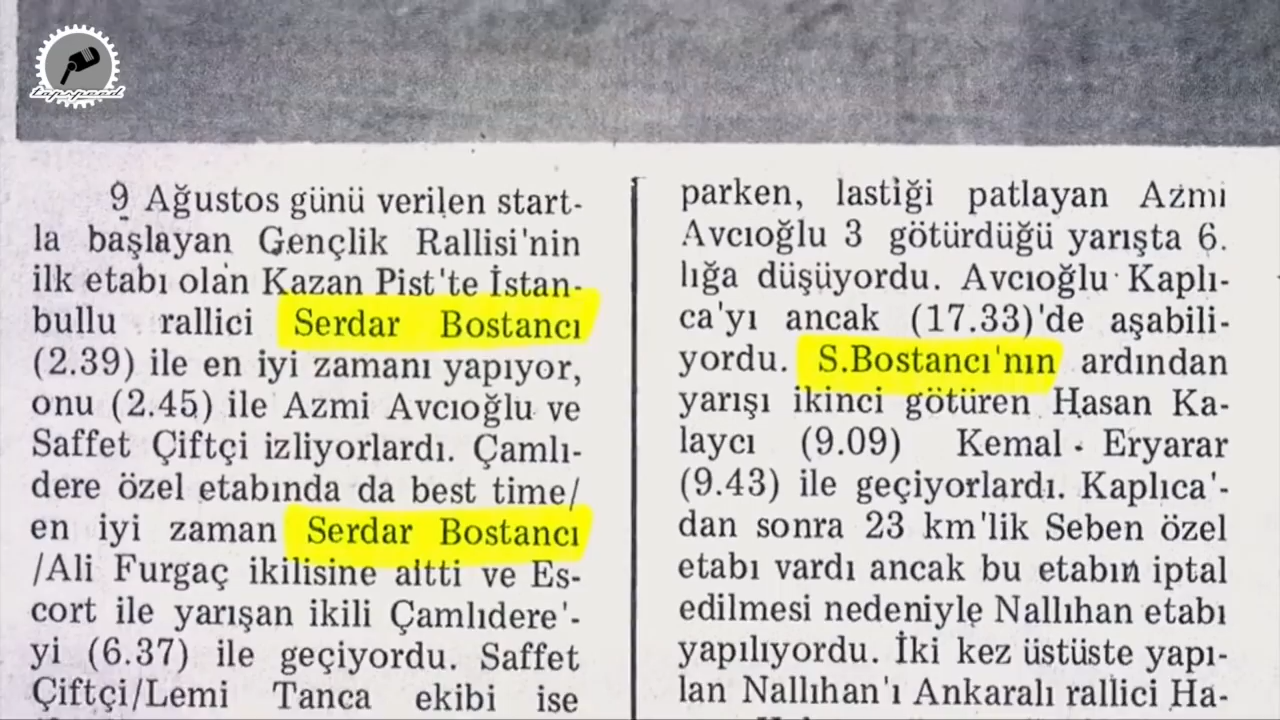 topspeed
9 Ağustos günü verilen start-
la başlayan Gençlik Rallisi'nin
ilk etabı olan Kazan Pist'te İstan-
bullu rallici Serdar Bostancı
(2.39) ile en iyi zamanı yapıyor,
onu (2.45) ile Azmi Avcıoğlu ve
Saffet Çiftçi izliyorlardı. Çamlı-
dere özel etabında da best time/
en iyi zaman Serdar Bostancı
/Ali Furgaç ikilisine aitti ve Es-
cort ile yarışan ikili Çamlıdere'-
yi (6.37) ile geçiyordu. Saffet
Çiftçi/Lemi Tanca ekibi ise
parken, lastiği patlayan Azmi
Avcıoğlu 3 götürdüğü yarışta 6.
lığa düşüyordu. Avcıoğlu Kaplı-
ca'yı ancak (17.33)'de aşabili-
yordu. S.Bostancı'nın ardından
yarışı ikinci götüren Hasan Ka-
laycı (9.09) Kemal - Eryarar
(9.43) ile geçiyorlardı. Kaplıca'-
dan sonra 23 km'lik Seben özel
etabı vardı ancak bu etabın iptal
edilmesi nedeniyle Nallıhan etabı
yapılıyordu. İki kez üstüste yapı-
lan Nallıhan'ı Ankaralı rallici Ha-